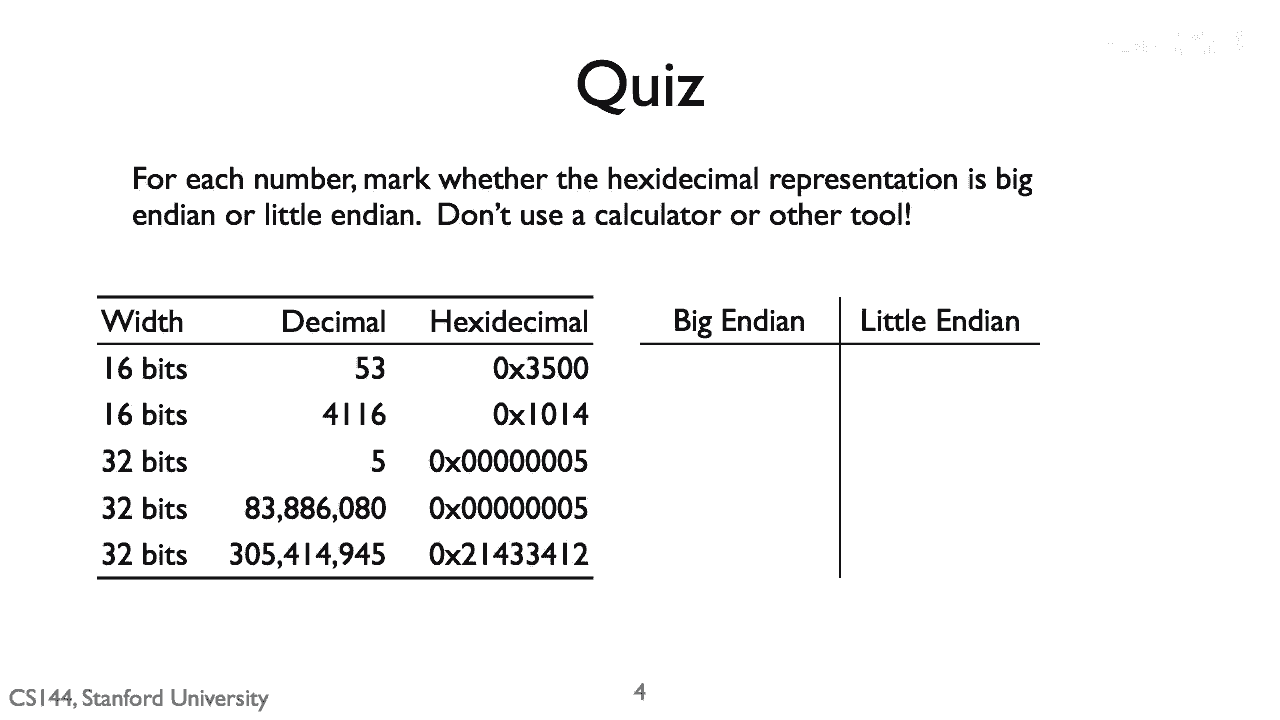 Quiz
For each number, mark whether the hexidecimal representation is big
endian or little endian.  Don't use a calculator or other tool!
Width Decimal Hexidecimal Big Endian Little Endian
16 bits 53 0x3500
16 bits 4116 0x1014
32 bits 5 0x00000005
32 bits 83,886,080 0x00000005
32 bits 305,414,945 0x21433412
CS144, Stanford University 4